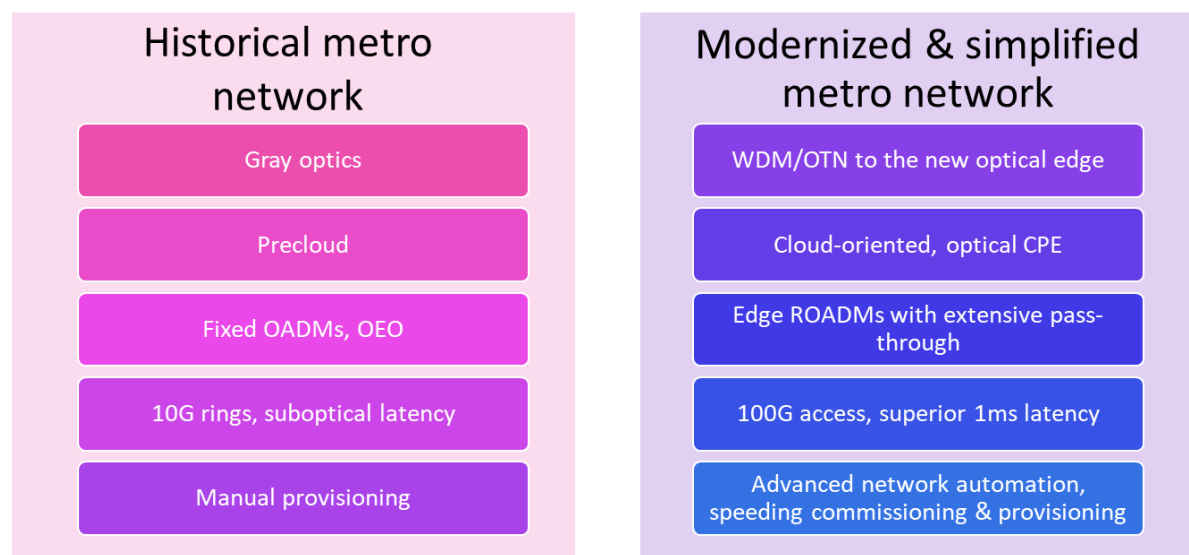 Historical metro
network
Gray optics
Precloud
Fixed OADMs, OEO
10G rings, suboptical latency
Manual provisioning
Modernized & simplified
metro network
WDM/OTN to the new optical edge
Cloud-oriented, optical CPE
Edge ROADMs with extensive pass-
through
100G access, superior 1ms latency
Advanced network automation,
speeding commissioning & provisioning